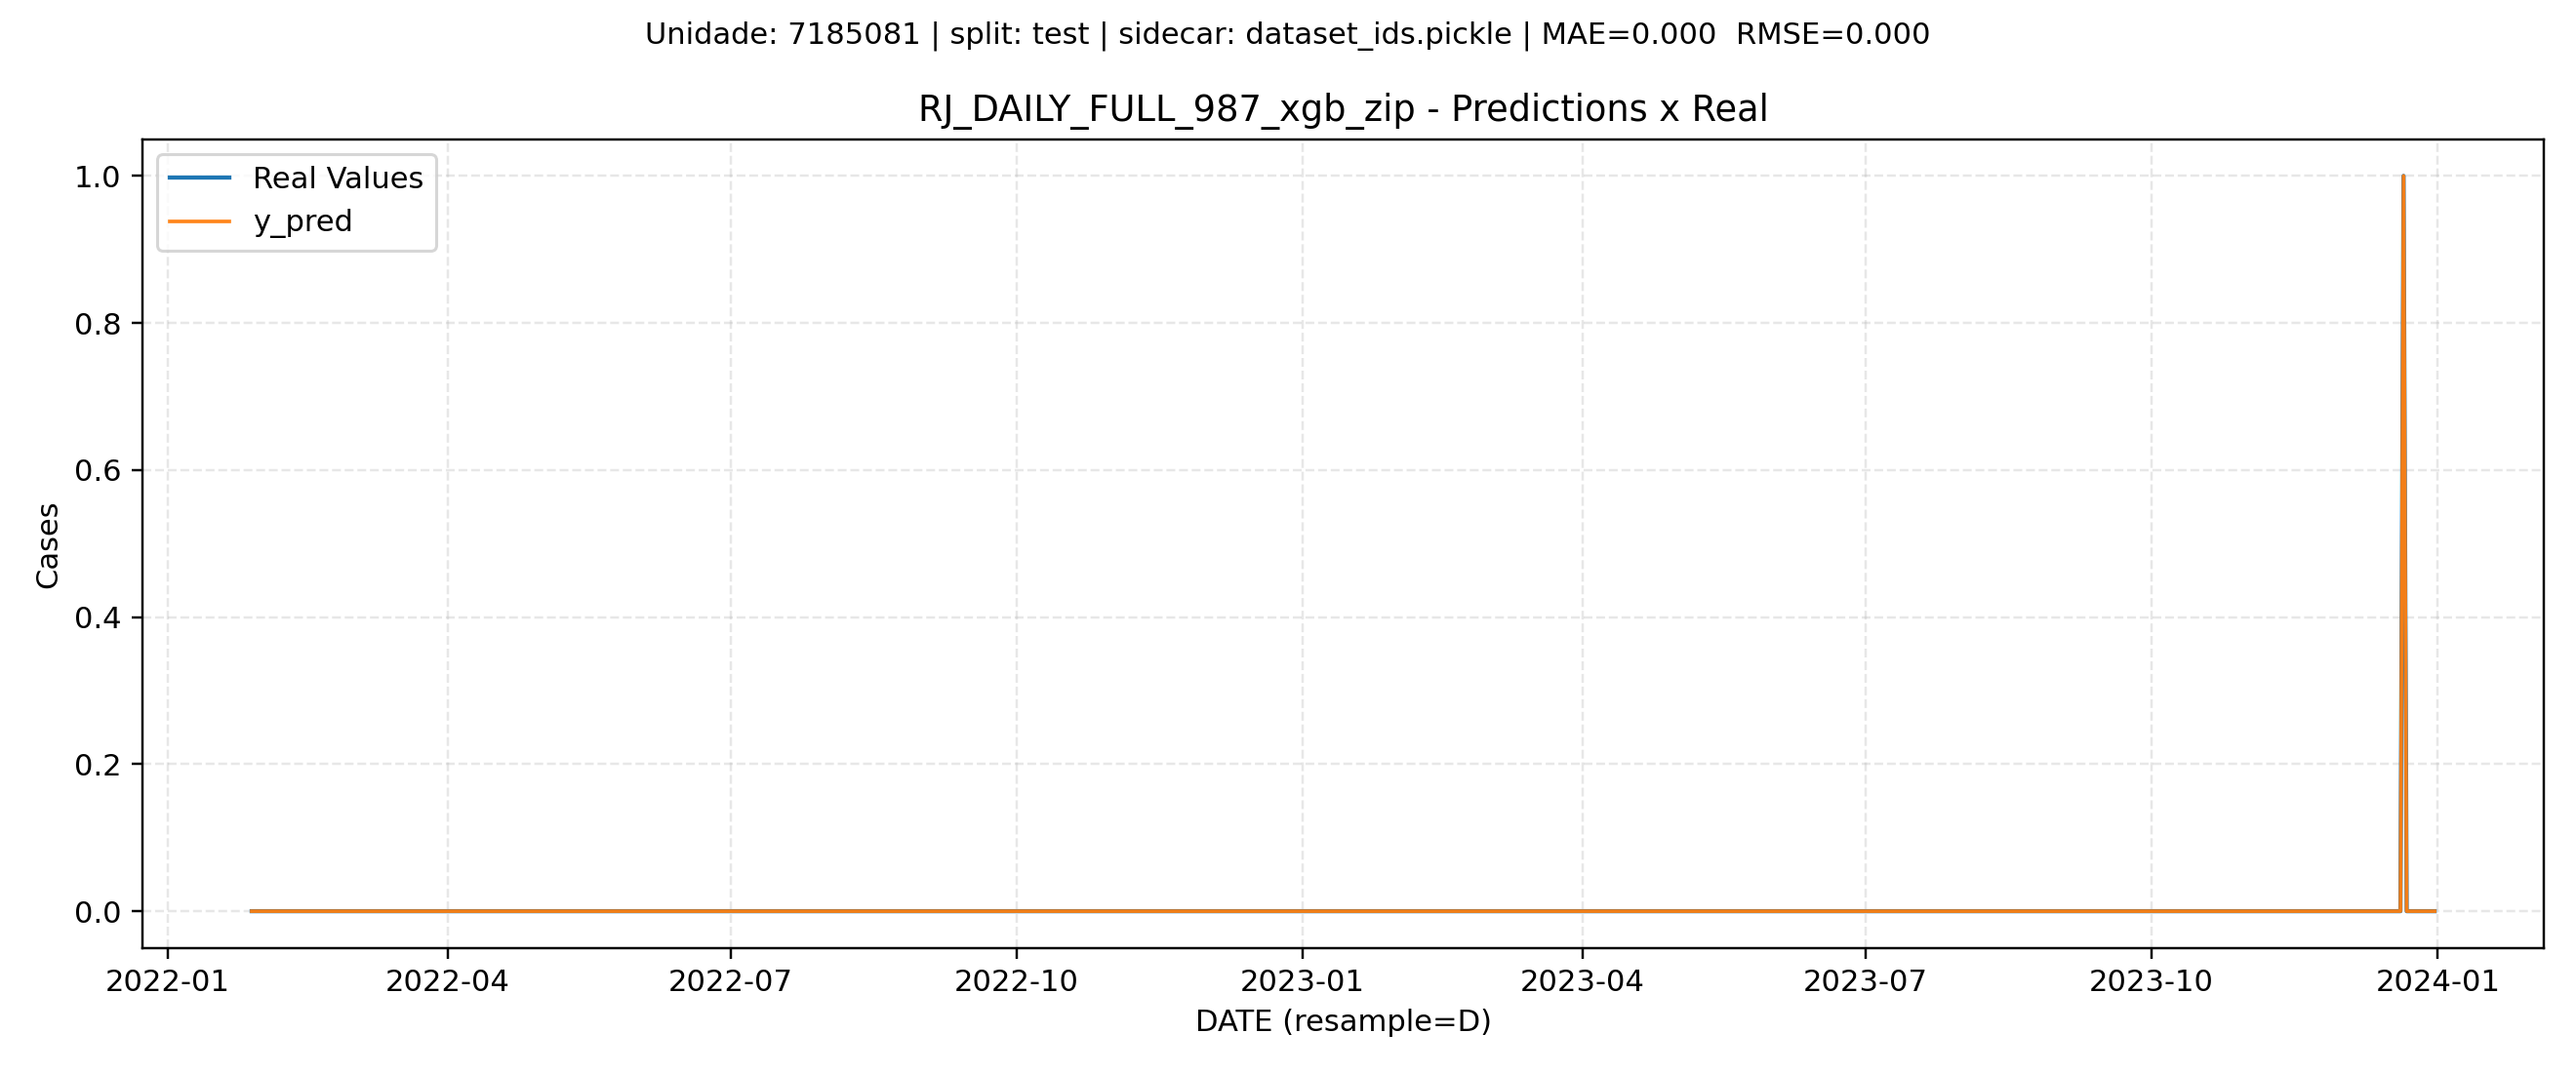 Unidade: 7185081 | split: test | sidecar: dataset_ids.pickle | MAE=0.000  RMSE=0.000
RJ_DAILY_FULL_987_xgb_zip - Predictions x Real
Real Values
y_pred
1.0
0.8
0.6
0.4
0.2
0.0
Cases
2022-01 2022-04 2022-07 2022-10 2023-01 2023-04 2023-07 2023-10 2024-01
DATE (resample=D)